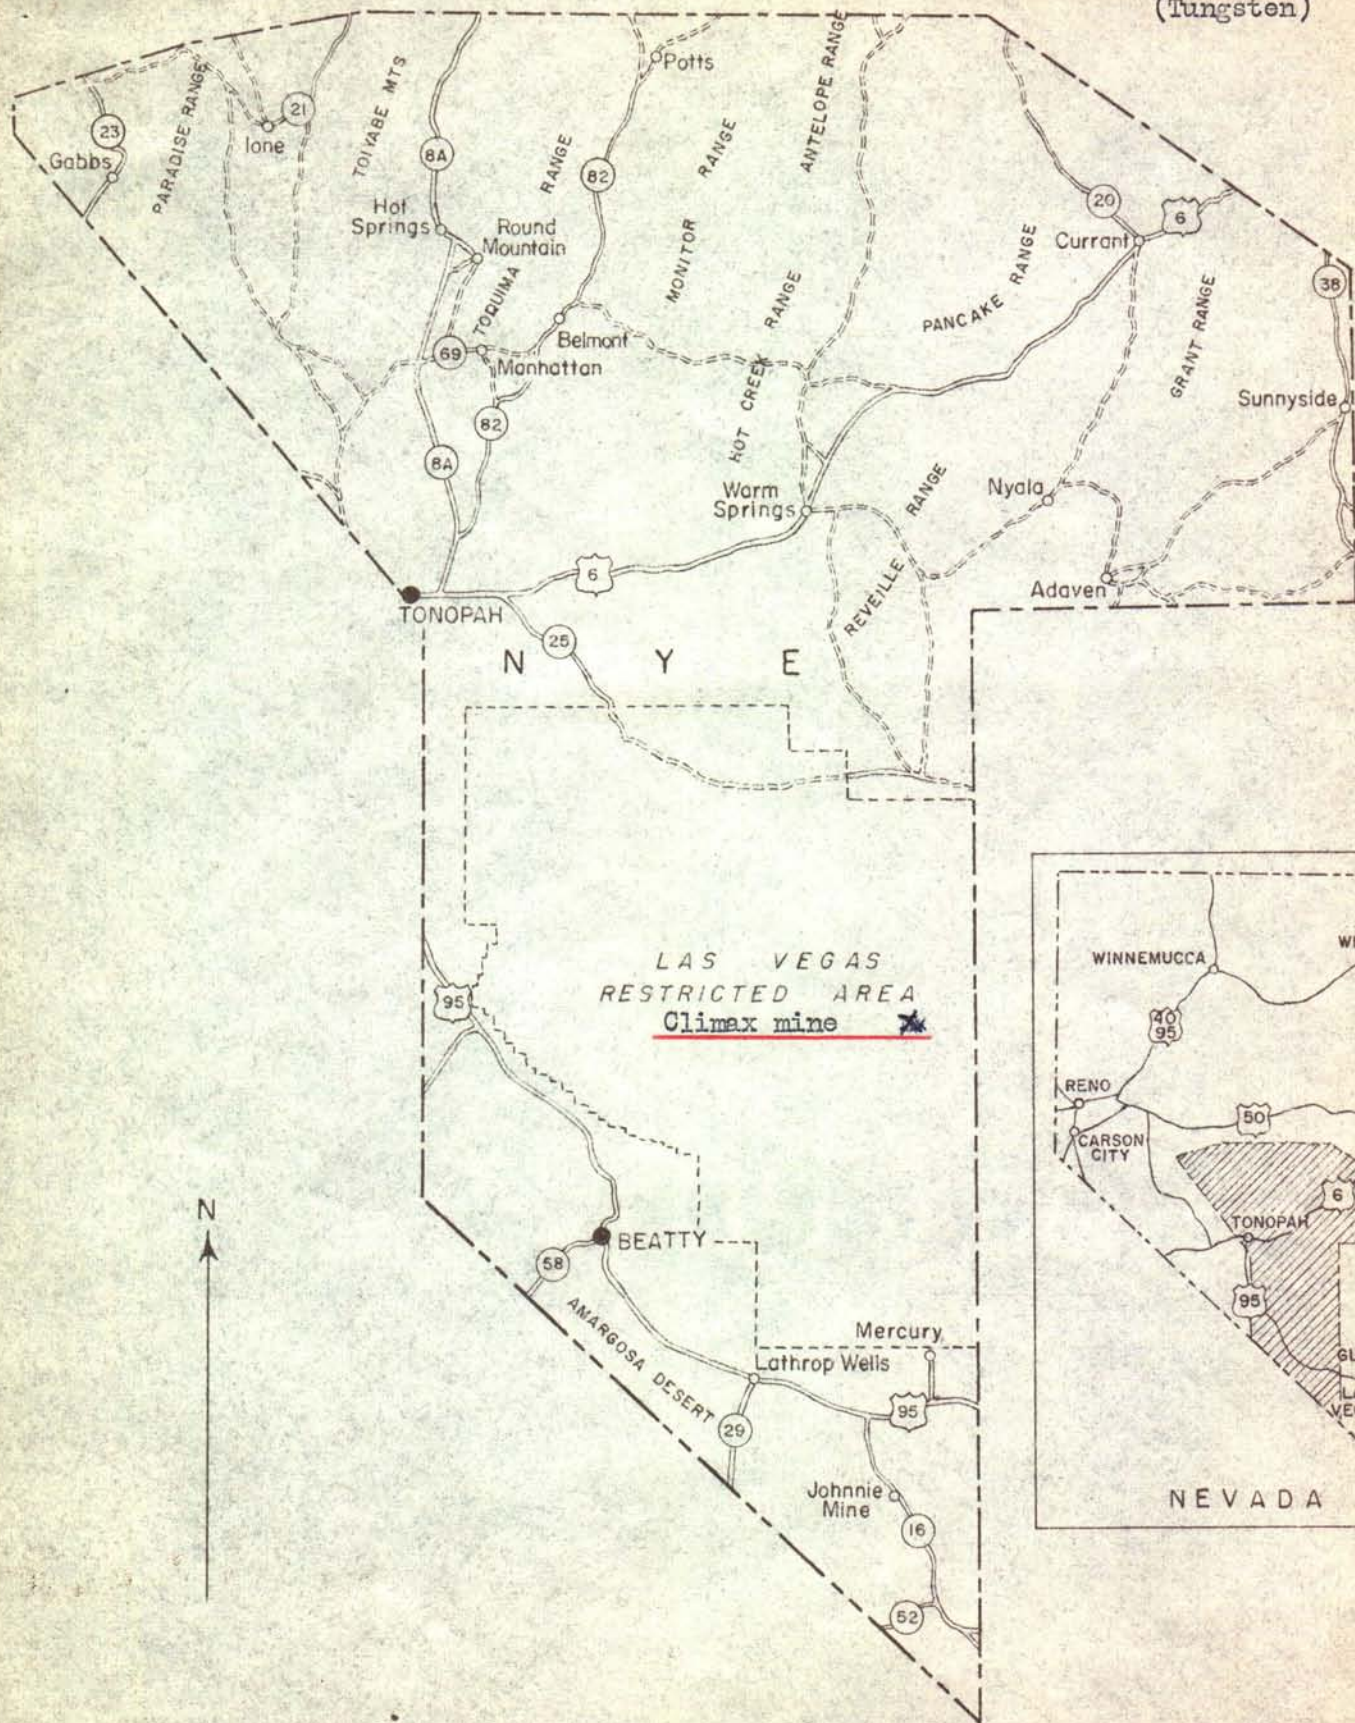 (Tungsten)
Potts
23
21
Gabbs
PARADISE RANGE
Ione
TOIYABE MTS
8A
RANGE
82
RANGE
ANTELOPE RANGE
20
6
Hot
Springs
Round
Mountain
Currant
38
TOQUIMA
MONITOR
RANGE
PANCAKE RANGE
GRANT RANGE
Belmont
69
Manhattan
HOT CREEK
Sunnyside
82
8A
Warm
Springs
RANGE
Nyala
6
REVEILLE
Adaven
TONOPAH
25
N Y E
LAS VEGAS
RESTRICTED AREA
Climax mine
95
N
BEATTY
58
AMARGOSA DESERT
Mercury
Lathrop Wells
95
29
Johnnie
Mine
16
52
WINNEMUCCA
40
95
RENO
50
CARSON
CITY
6
TONOPAH
95
NEVADA